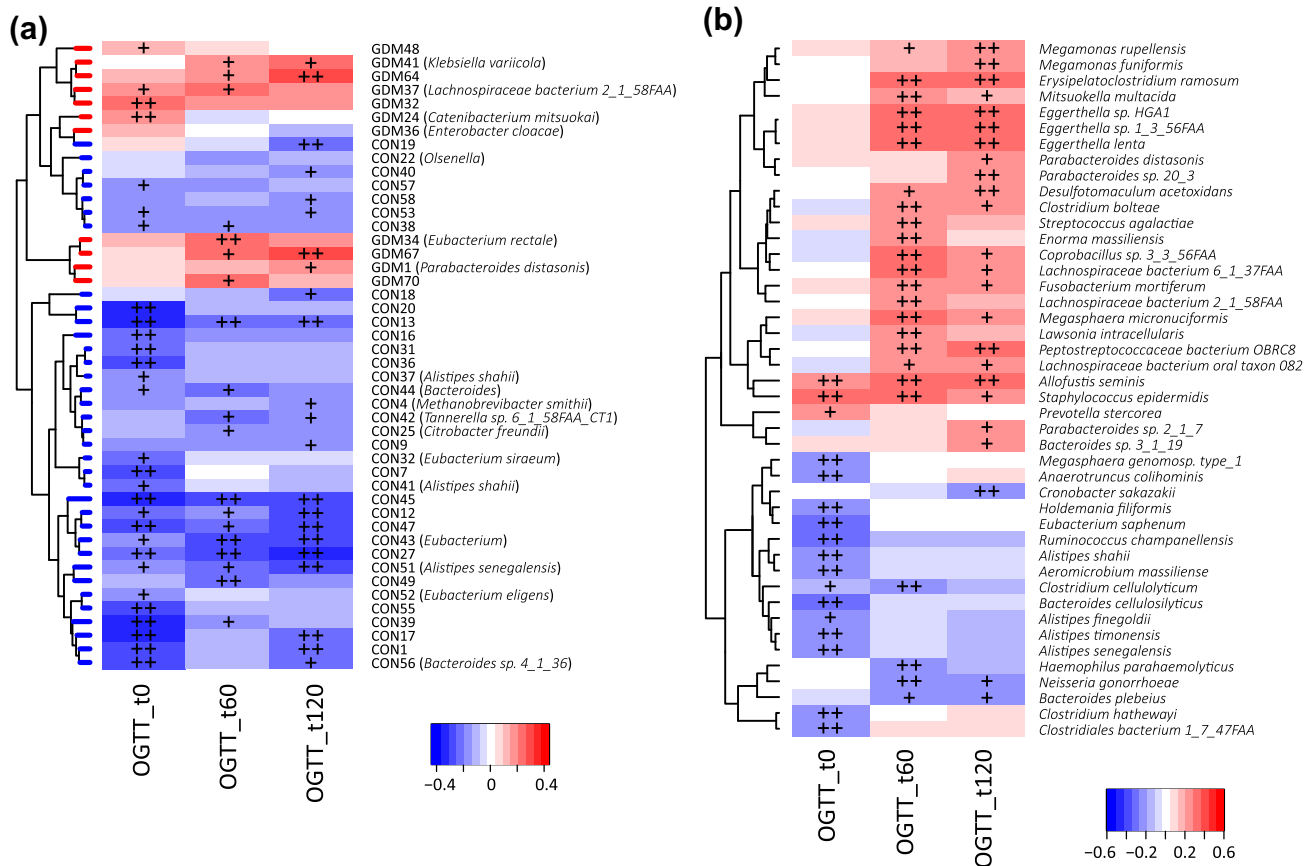 (a)
GDM48
GDM41 (Klebsiella variicola)
GDM64
GDM37 (Lachnospiraceae bacterium 2_1_58FAA)
GDM32
GDM24 (Catenibacterium mitsuokai)
GDM36 (Enterobacter cloacae)
CON19
CON22 (Olsenella)
CON40
CON57
CON58
CON53
CON38
GDM34 (Eubacterium rectale)
GDM67
GDM1 (Parabacteroides distasonis)
GDM70
CON18
CON20
CON13
CON16
CON31
CON36
CON37 (Alistipes shahii)
CON44 (Bacteroides)
CON4 (Methanobrevibacter smithii)
CON42 (Tannerella sp. 6_1_58FAA_CT1)
CON25 (Citrobacter freundii)
CON9
CON32 (Eubacterium siraeum)
CON7
CON41 (Alistipes shahii)
CON45
CON12
CON47
CON43 (Eubacterium)
CON27
CON51 (Alistipes senegalensis)
CON49
CON52 (Eubacterium eligens)
CON55
CON39
CON17
CON1
CON56 (Bacteroides sp. 4_1_36)
OGTT_t0
OGTT_t60
OGTT_t120
−0.4 0 0.4
(b)
Megamonas rupellensis
Megamonas funiformis
Erysipelatoclostridium ramosum
Mitsuokella multacida
Eggerthella sp. HGA1
Eggerthella sp. 1_3_56FAA
Eggerthella lenta
Parabacteroides distasonis
Parabacteroides sp. 20_3
Desulfotomaculum acetoxidans
Clostridium bolteae
Streptococcus agalactiae
Enorma massiliensis
Coprobacillus sp. 3_3_56FAA
Lachnospiraceae bacterium 6_1_37FAA
Fusobacterium mortiferum
Lachnospiraceae bacterium 2_1_58FAA
Megasphaera micronuciformis
Lawsonia intracellularis
Peptostreptococcaceae bacterium OBRC8
Lachnospiraceae bacterium oral taxon 082
Allofustis seminis
Staphylococcus epidermidis
Prevotella stercorea
Parabacteroides sp. 2_1_7
Bacteroides sp. 3_1_19
Megasphaera genomosp. type_1
Anaerotruncus colihominis
Cronobacter sakazakii
Holdemania filiformis
Eubacterium saphenum
Ruminococcus champanellensis
Alistipes shahii
Aeromicrobium massiliense
Clostridium cellulolyticum
Bacteroides cellulosilyticus
Alistipes finegoldii
Alistipes timonensis
Alistipes senegalensis
Haemophilus parahaemolyticus
Neisseria gonorrhoeae
Bacteroides plebeius
Clostridium hathewayi
Clostridiales bacterium 1_7_47FAA
OGTT_t0
OGTT_t60
OGTT_t120
−0.6 −0.2 0.2 0.6